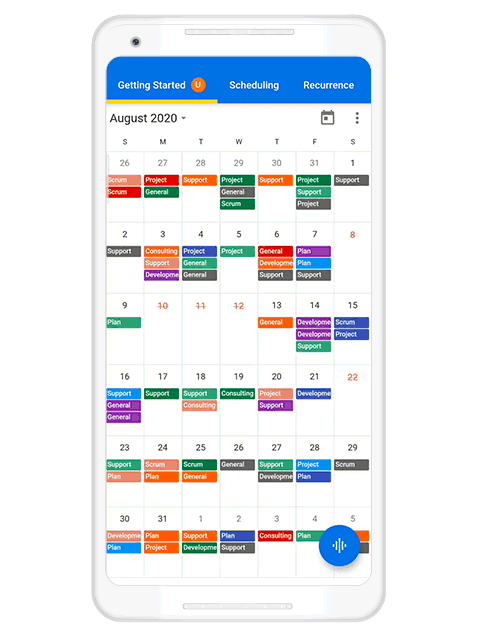 Getting Started U Scheduling Recurrence
August 2020
S M T W T F S
26 27 28 29 30 31 1
Scrum Project Support Project Support Project Support
Scrum General General Support
Scrum Project
2 3 4 5 6 7 8
Support Consulting Project Project General Plan
Support General Developme Plan
Developme General Support Support
9 10 11 12 13 14 15
Plan General Developme Scrum
Developme Project
Support
16 17 18 19 20 21 22
Support Support Support Consulting Project Developme
General Consulting Support
General
23 24 25 26 27 28 29
Support Scrum Scrum General Support Project Scrum
Plan Plan General Developme Plan
30 31 1 2 3 4 5
Developme Plan Support Plan Consulting Plan
Plan Project Developme Support